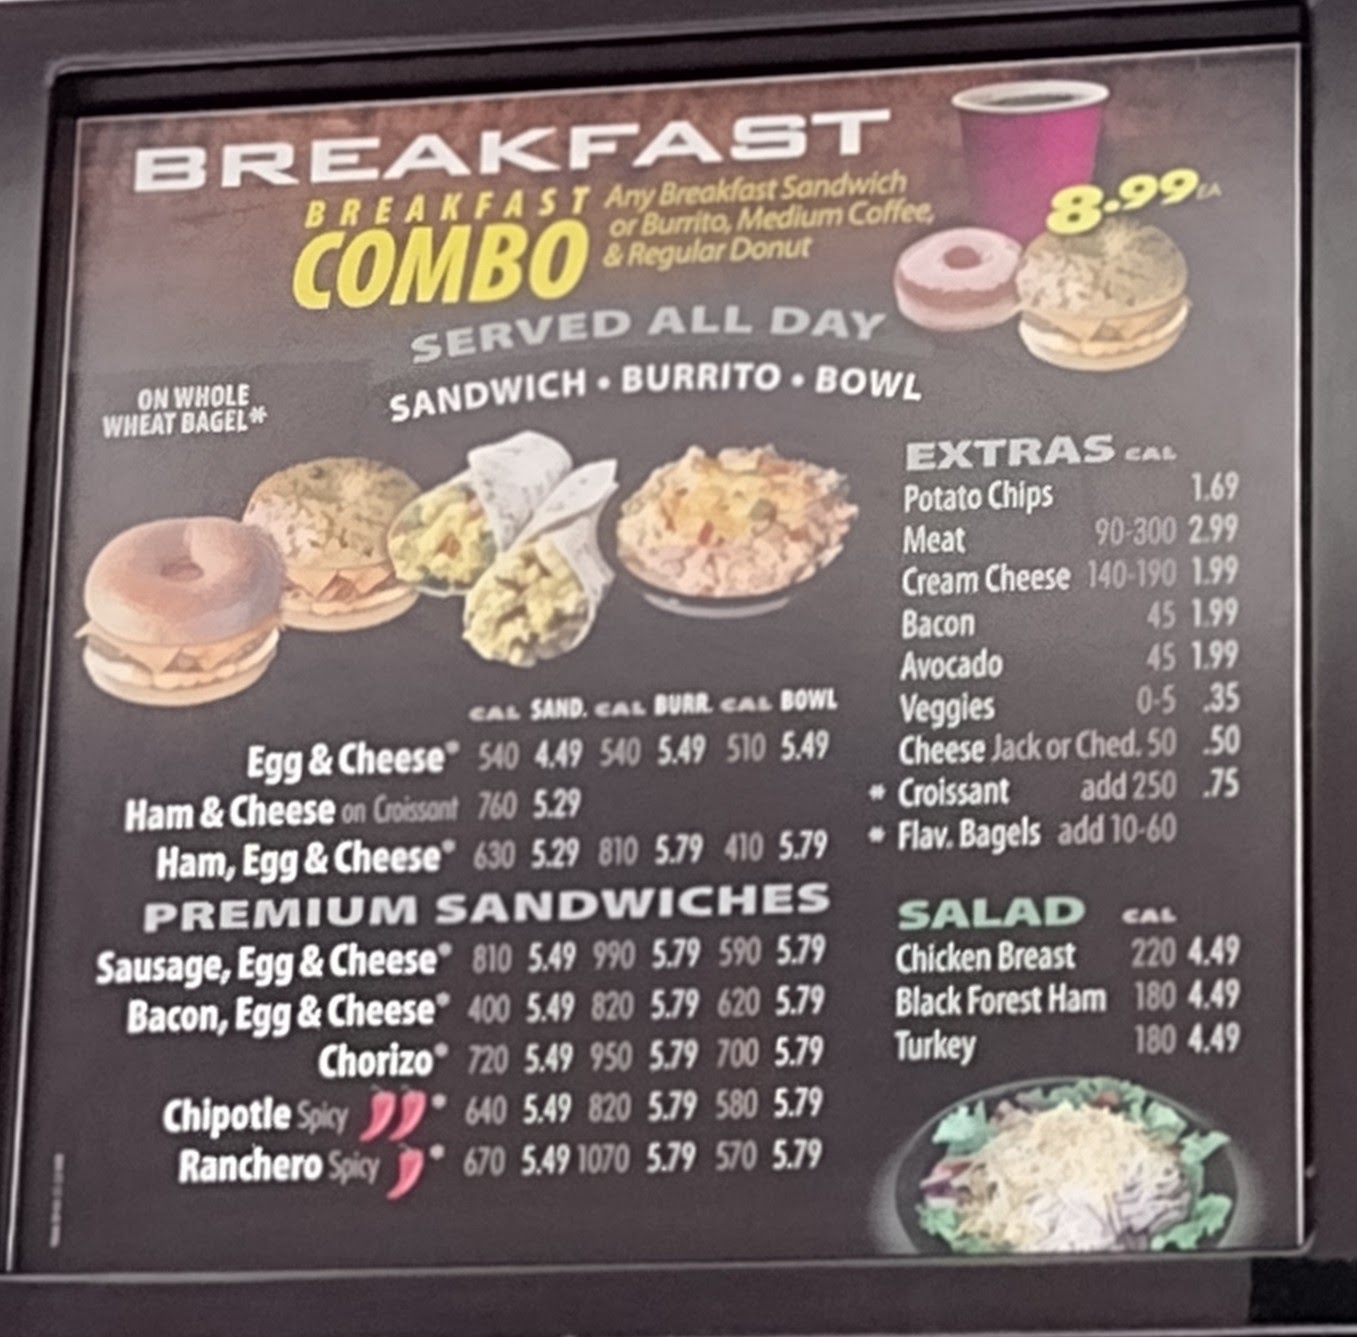 BREAKFAST
BREAKFAST
COMBO
Any Breakfast Sandwich
or Burrito, Medium Coffee,
& Regular Donut
8.99 EA
SERVED ALL DAY
SANDWICH • BURRITO • BOWL
ON WHOLE
WHEAT BAGEL*
CAL SAND. CAL BURR. CAL BOWL
Egg & Cheese* 540 4.49 540 5.49 510 5.49
Ham & Cheese on Croissant 760 5.29
Ham, Egg & Cheese* 630 5.29 810 5.79 410 5.79
PREMIUM SANDWICHES
Sausage, Egg & Cheese* 810 5.49 990 5.79 590 5.79
Bacon, Egg & Cheese* 400 5.49 820 5.79 620 5.79
Chorizo* 720 5.49 950 5.79 700 5.79
Chipotle Spicy * 640 5.49 820 5.79 580 5.79
Ranchero Spicy * 670 5.49 1070 5.79 570 5.79
EXTRAS CAL
Potato Chips 1.69
Meat 90-300 2.99
Cream Cheese 140-190 1.99
Bacon 45 1.99
Avocado 45 1.99
Veggies 0-5 .35
Cheese Jack or Ched. 50 .50
* Croissant add 250 .75
* Flav. Bagels add 10-60
SALAD CAL
Chicken Breast 220 4.49
Black Forest Ham 180 4.49
Turkey 180 4.49